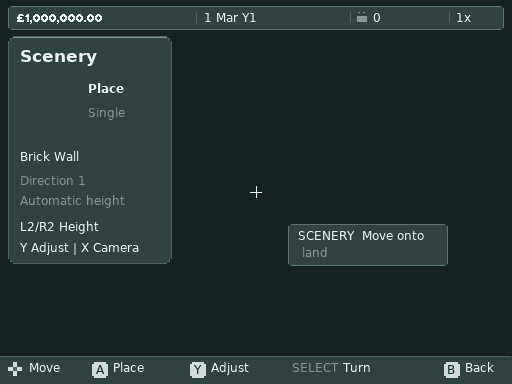 £1,000,000.00 1 Mar Y1 0 1x
Scenery
Place
Single
Brick Wall
Direction 1
Automatic height
L2/R2 Height
Y Adjust | X Camera
SCENERY Move onto
land
Move A Place Y Adjust SELECT Turn B Back